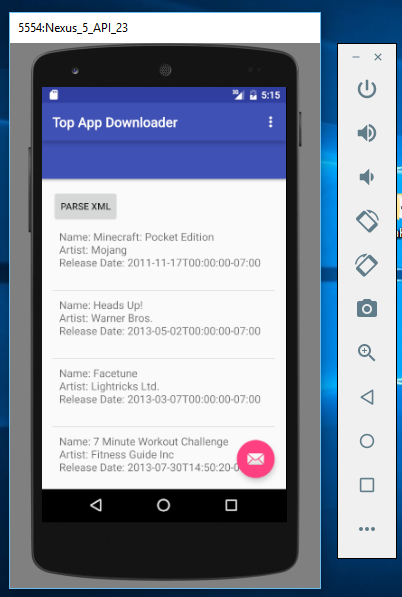 5554:Nexus_5_API_23
5:15
Top App Downloader
PARSE XML
Name: Minecraft: Pocket Edition
Artist: Mojang
Release Date: 2011-11-17T00:00:00-07:00
Name: Heads Up!
Artist: Warner Bros.
Release Date: 2013-05-02T00:00:00-07:00
Name: Facetune
Artist: Lightricks Ltd.
Release Date: 2013-03-07T00:00:00-07:00
Name: 7 Minute Workout Challenge
Artist: Fitness Guide Inc
Release Date: 2013-07-30T14:50:20-0